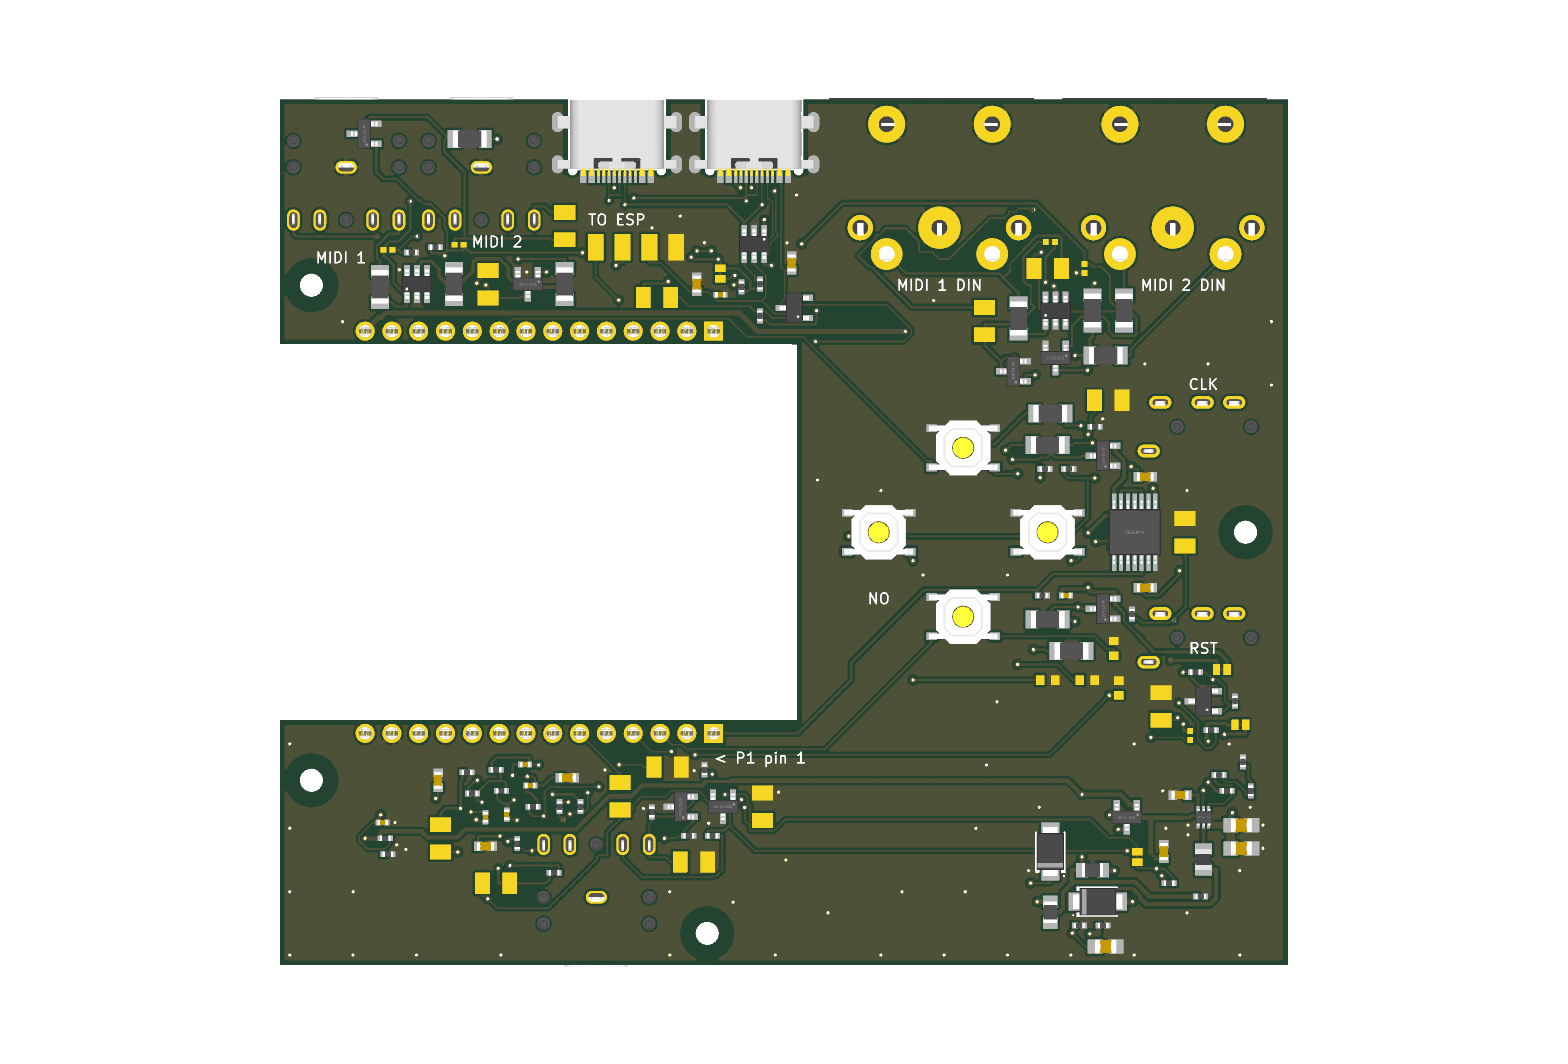 TO ESP
MIDI 2
MIDI 1
MIDI 1 DIN
MIDI 2 DIN
CLK
NO
RST
< P1 pin 1